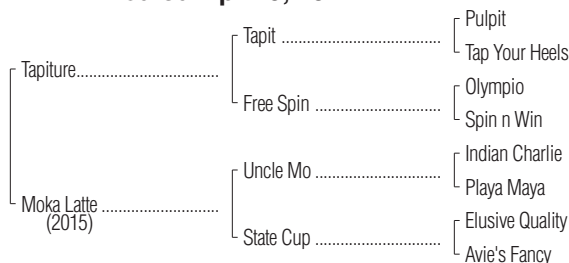 Pulpit
Tapit ........................................
Tap Your Heels
Tapiture....................................
Olympio
Free Spin ................................
Spin n Win
Indian Charlie
Uncle Mo ................................
Playa Maya
Moka Latte ..............................
(2015)
Elusive Quality
State Cup ................................
Avie's Fancy